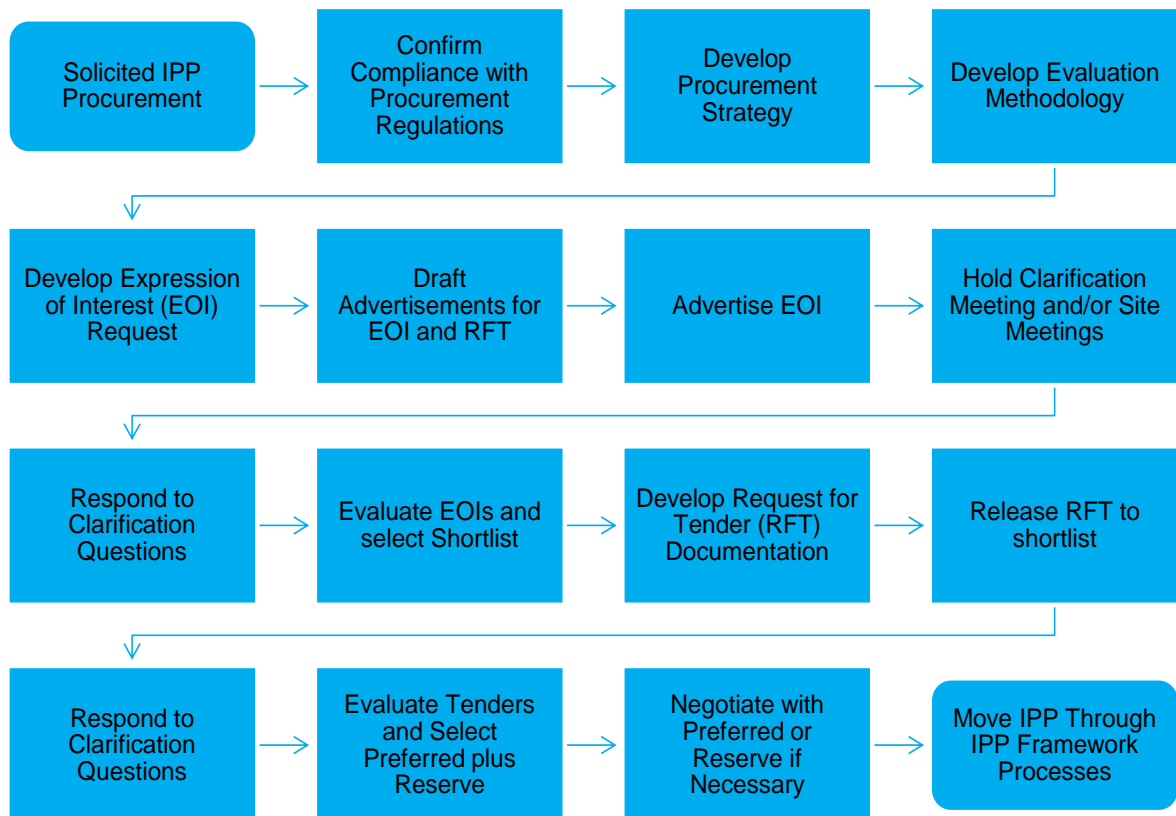 Solicited IPP
Procurement
Confirm
Compliance with
Procurement
Regulations
Develop
Procurement
Strategy
Develop Evaluation
Methodology
Develop Expression
of Interest (EOI)
Request
Draft
Advertisements for
EOI and RFT
Advertise EOI
Hold Clarification
Meeting and/or Site
Meetings
Respond to
Clarification
Questions
Evaluate EOIs and
select Shortlist
Develop Request for
Tender (RFT)
Documentation
Release RFT to
shortlist
Respond to
Clarification
Questions
Evaluate Tenders
and Select
Preferred plus
Reserve
Negotiate with
Preferred or
Reserve if
Necessary
Move IPP Through
IPP Framework
Processes